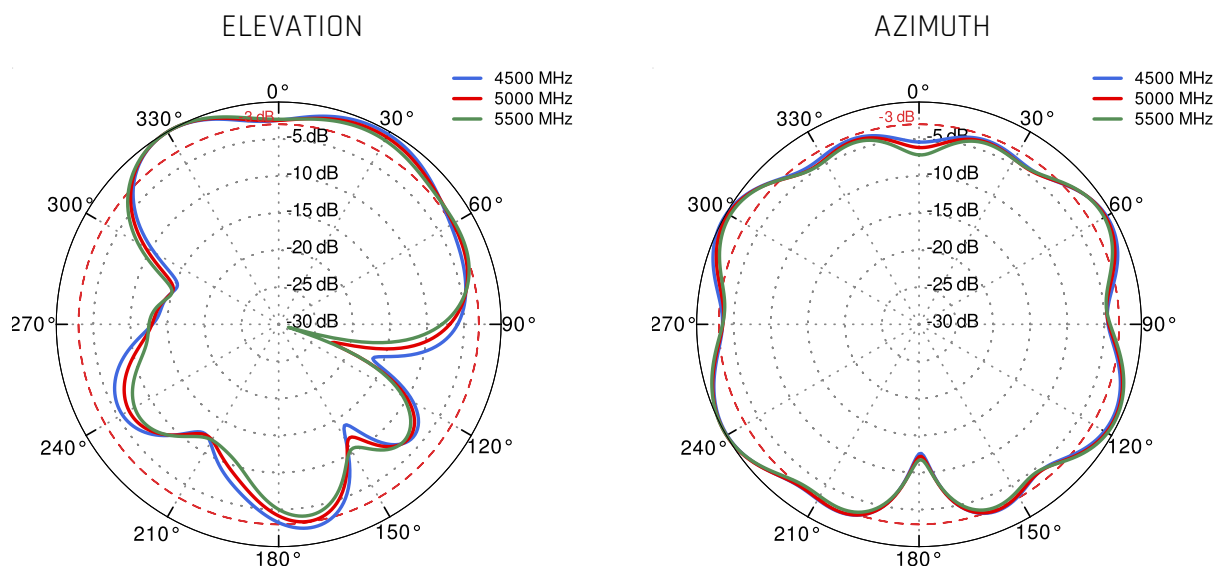 ELEVATION
AZIMUTH
4500 MHz
5000 MHz
5500 MHz
0°
30°
60°
90°
120°
150°
180°
210°
240°
270°
300°
330°
-3 dB
-5 dB
-10 dB
-15 dB
-20 dB
-25 dB
-30 dB
4500 MHz
5000 MHz
5500 MHz
0°
30°
60°
90°
120°
150°
180°
210°
240°
270°
300°
330°
-3 dB
-5 dB
-10 dB
-15 dB
-20 dB
-25 dB
-30 dB